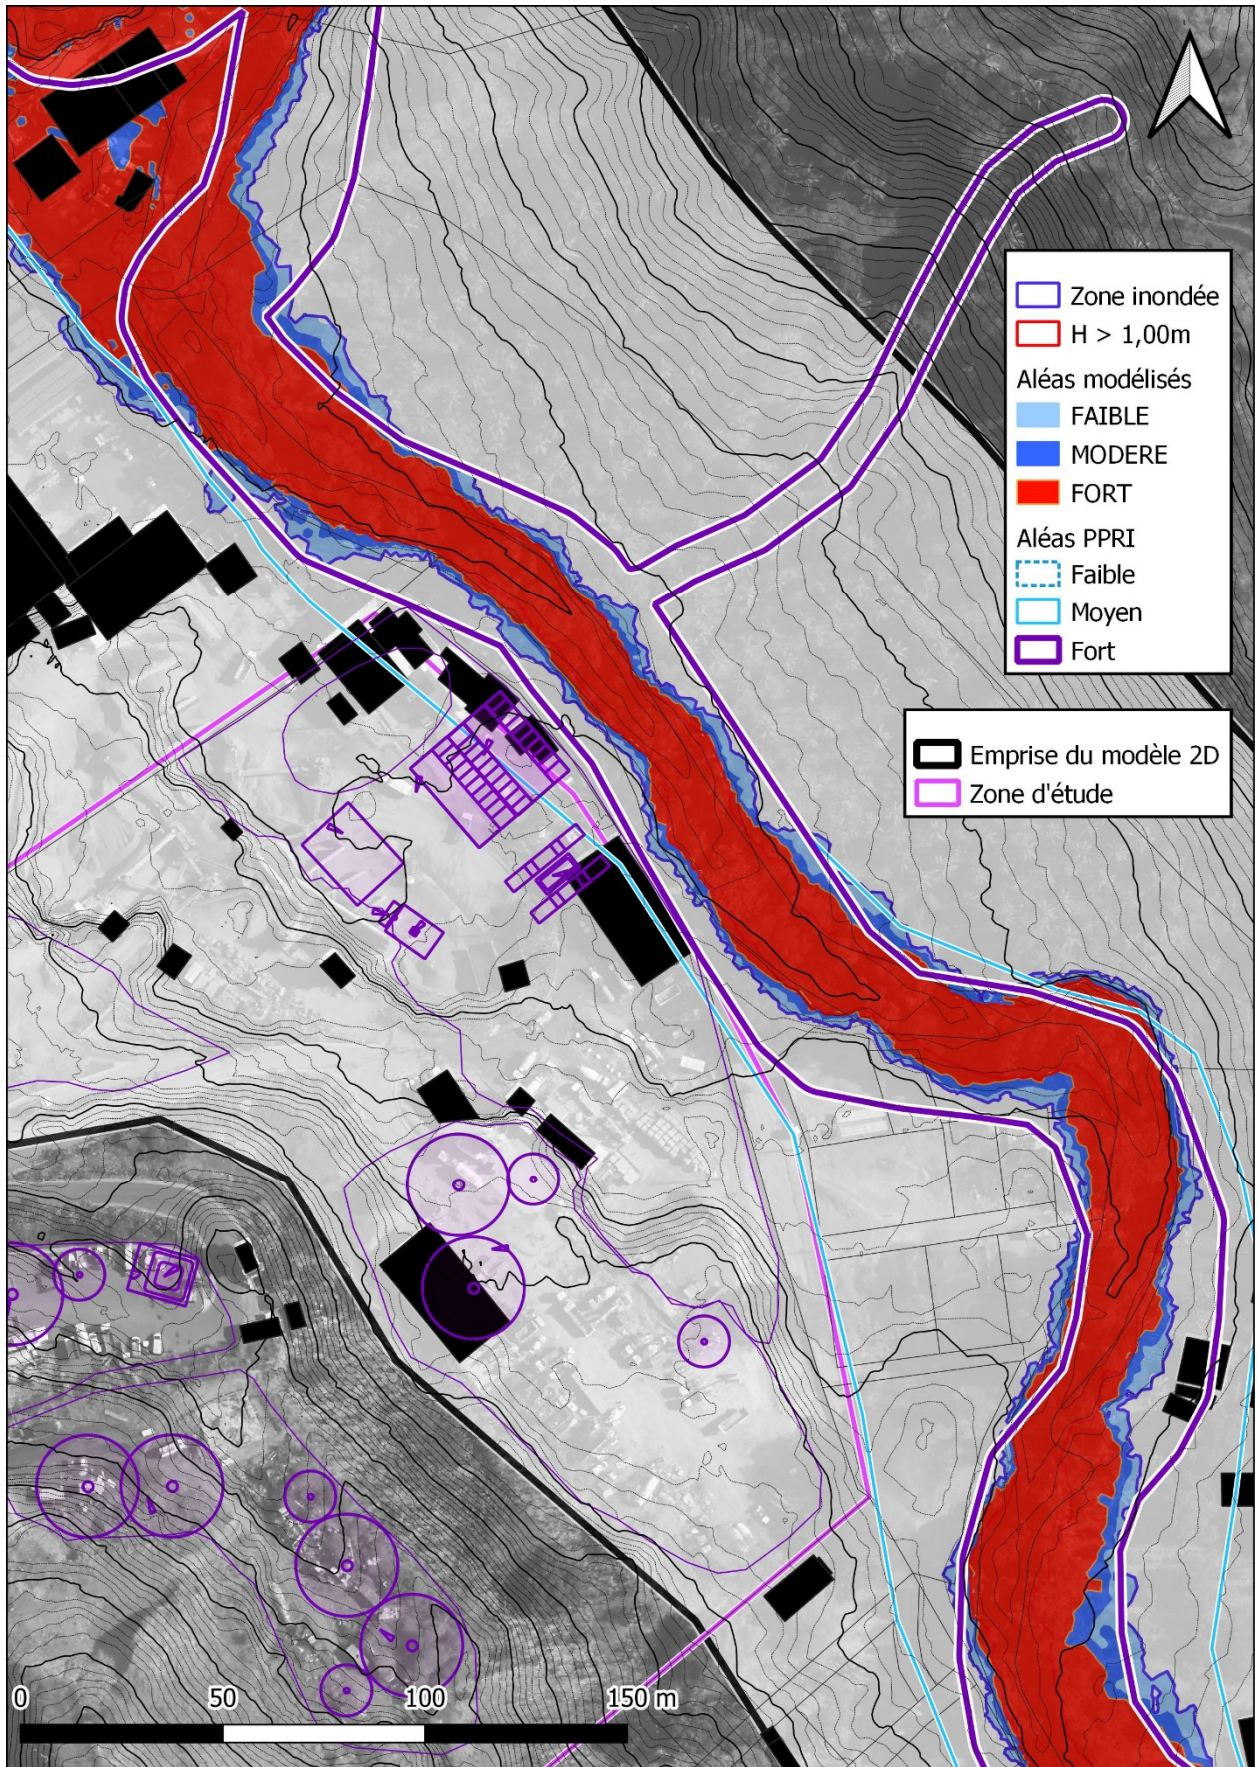 Zone inondée
H > 1,00m
Aléas modélisés
FAIBLE
MODERE
FORT
Aléas PPRI
Faible
Moyen
Fort
Emprise du modèle 2D
Zone d'étude
0 50 100 150 m